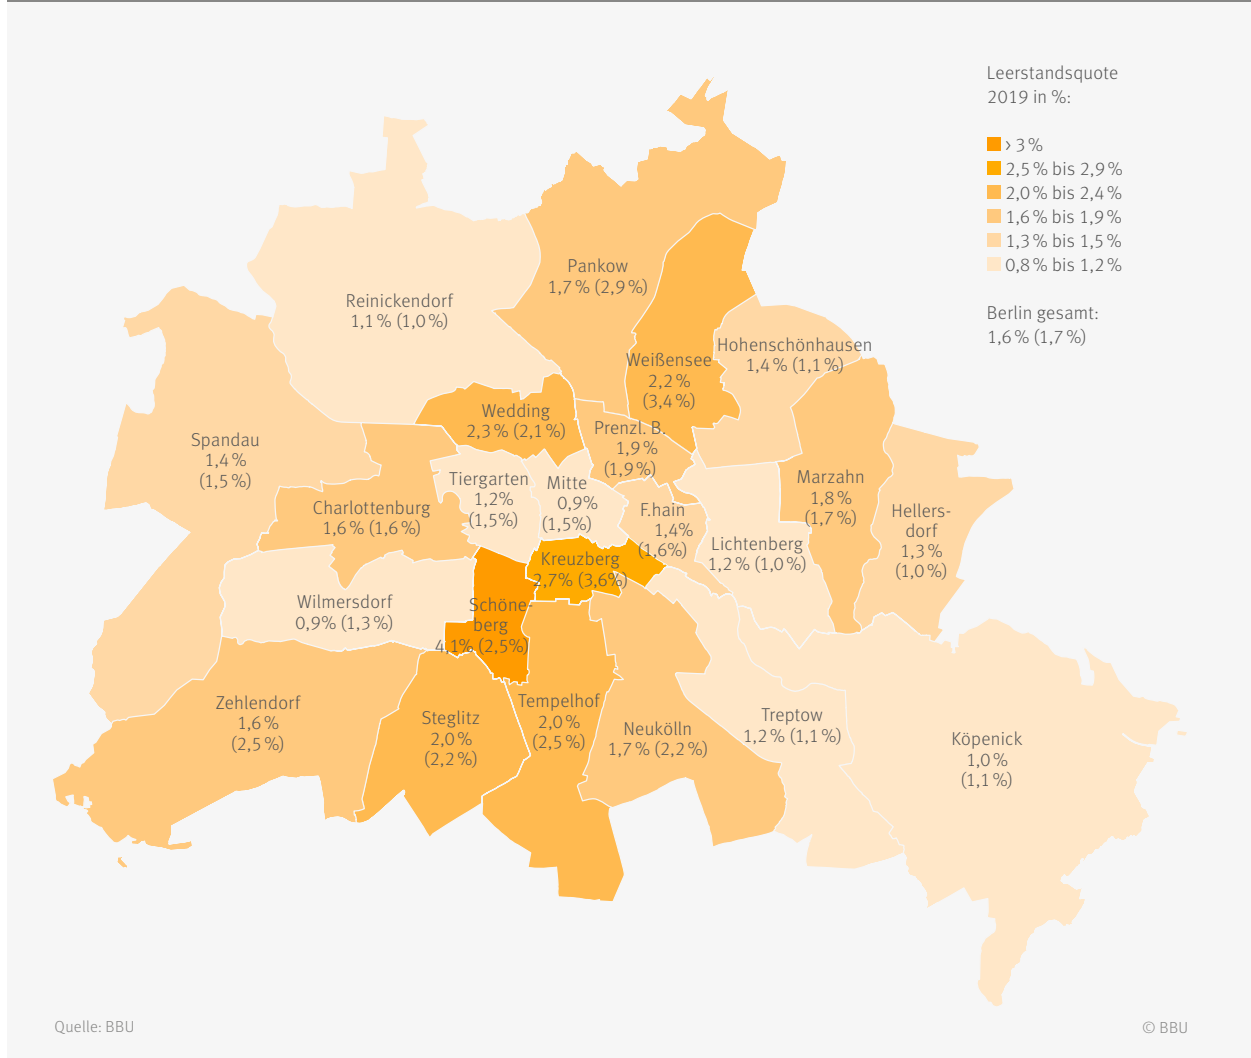 Leerstandsquote
2019 in %:
> 3 %
2,5 % bis 2,9 %
2,0 % bis 2,4 %
1,6 % bis 1,9 %
1,3 % bis 1,5 %
0,8 % bis 1,2 %
Berlin gesamt:
1,6 % (1,7 %)
Pankow
1,7 % (2,9 %)
Reinickendorf
1,1 % (1,0 %)
Weißensee
2,2 %
(3,4 %)
Hohenschönhausen
1,4 % (1,1 %)
Wedding
2,3 % (2,1 %)
Prenzl. B.
1,9 %
(1,9 %)
Spandau
1,4 %
(1,5 %)
Charlottenburg
1,6 % (1,6 %)
Tiergarten
1,2%
(1,5%)
Mitte
0,9%
(1,5%)
F.hain
1,4%
(1,6%)
Marzahn
1,8 %
(1,7 %)
Hellers-
dorf
1,3 %
(1,0 %)
Lichtenberg
1,2 % (1,0 %)
Kreuzberg
2,7% (3,6%)
Wilmersdorf
0,9% (1,3 %)
Schöne-
berg
4,1% (2,5%)
Zehlendorf
1,6 %
(2,5 %)
Steglitz
2,0 %
(2,2 %)
Tempelhof
2,0 %
(2,5 %)
Neukölln
1,7 % (2,2 %)
Treptow
1,2 % (1,1 %)
Köpenick
1,0 %
(1,1 %)
Quelle: BBU
© BBU